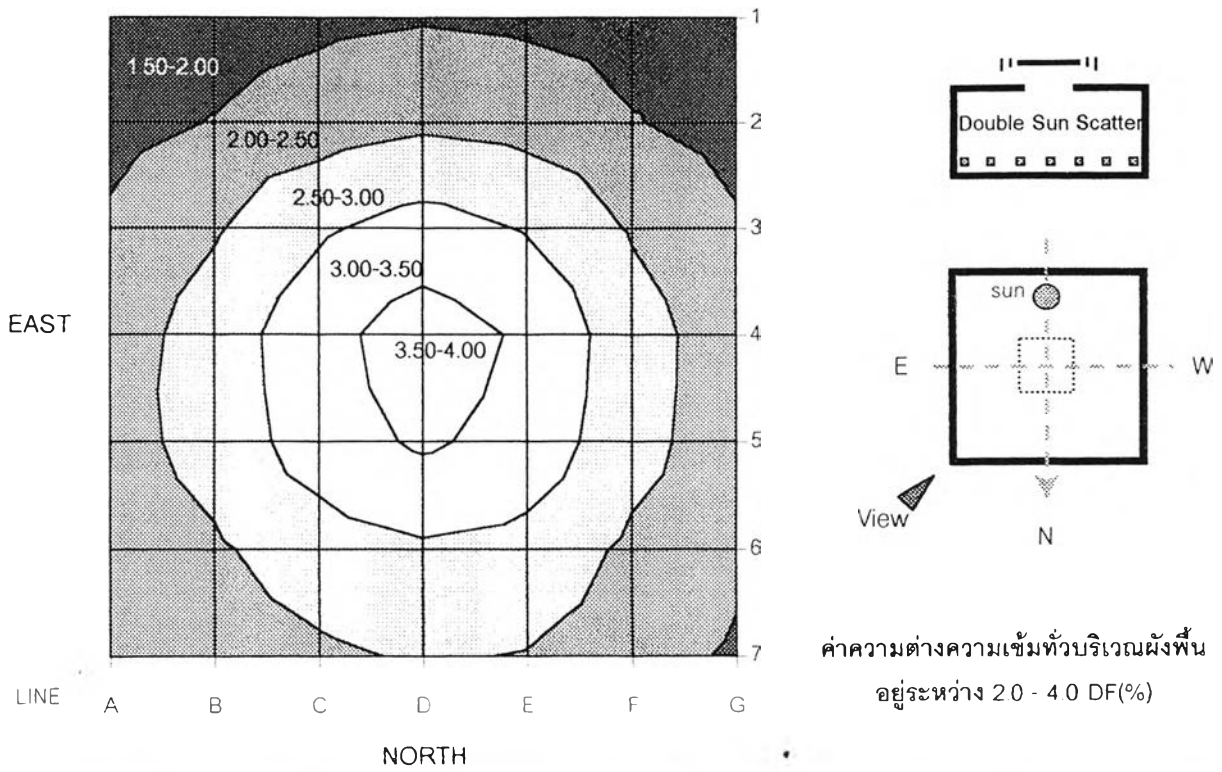 1
1.50-2.00
2
2.00-2.50
2.50-3.00
3
3.00-3.50
EAST
4
3.50-4.00
5
6
7
LINE
A B C D E F G
NORTH
Double Sun Scatter
sun
E
W
View
N
ค่าความต่างความเข้มทั่วบริเวณผังพื้น
อยู่ระหว่าง 2.0 - 4.0 DF(%)